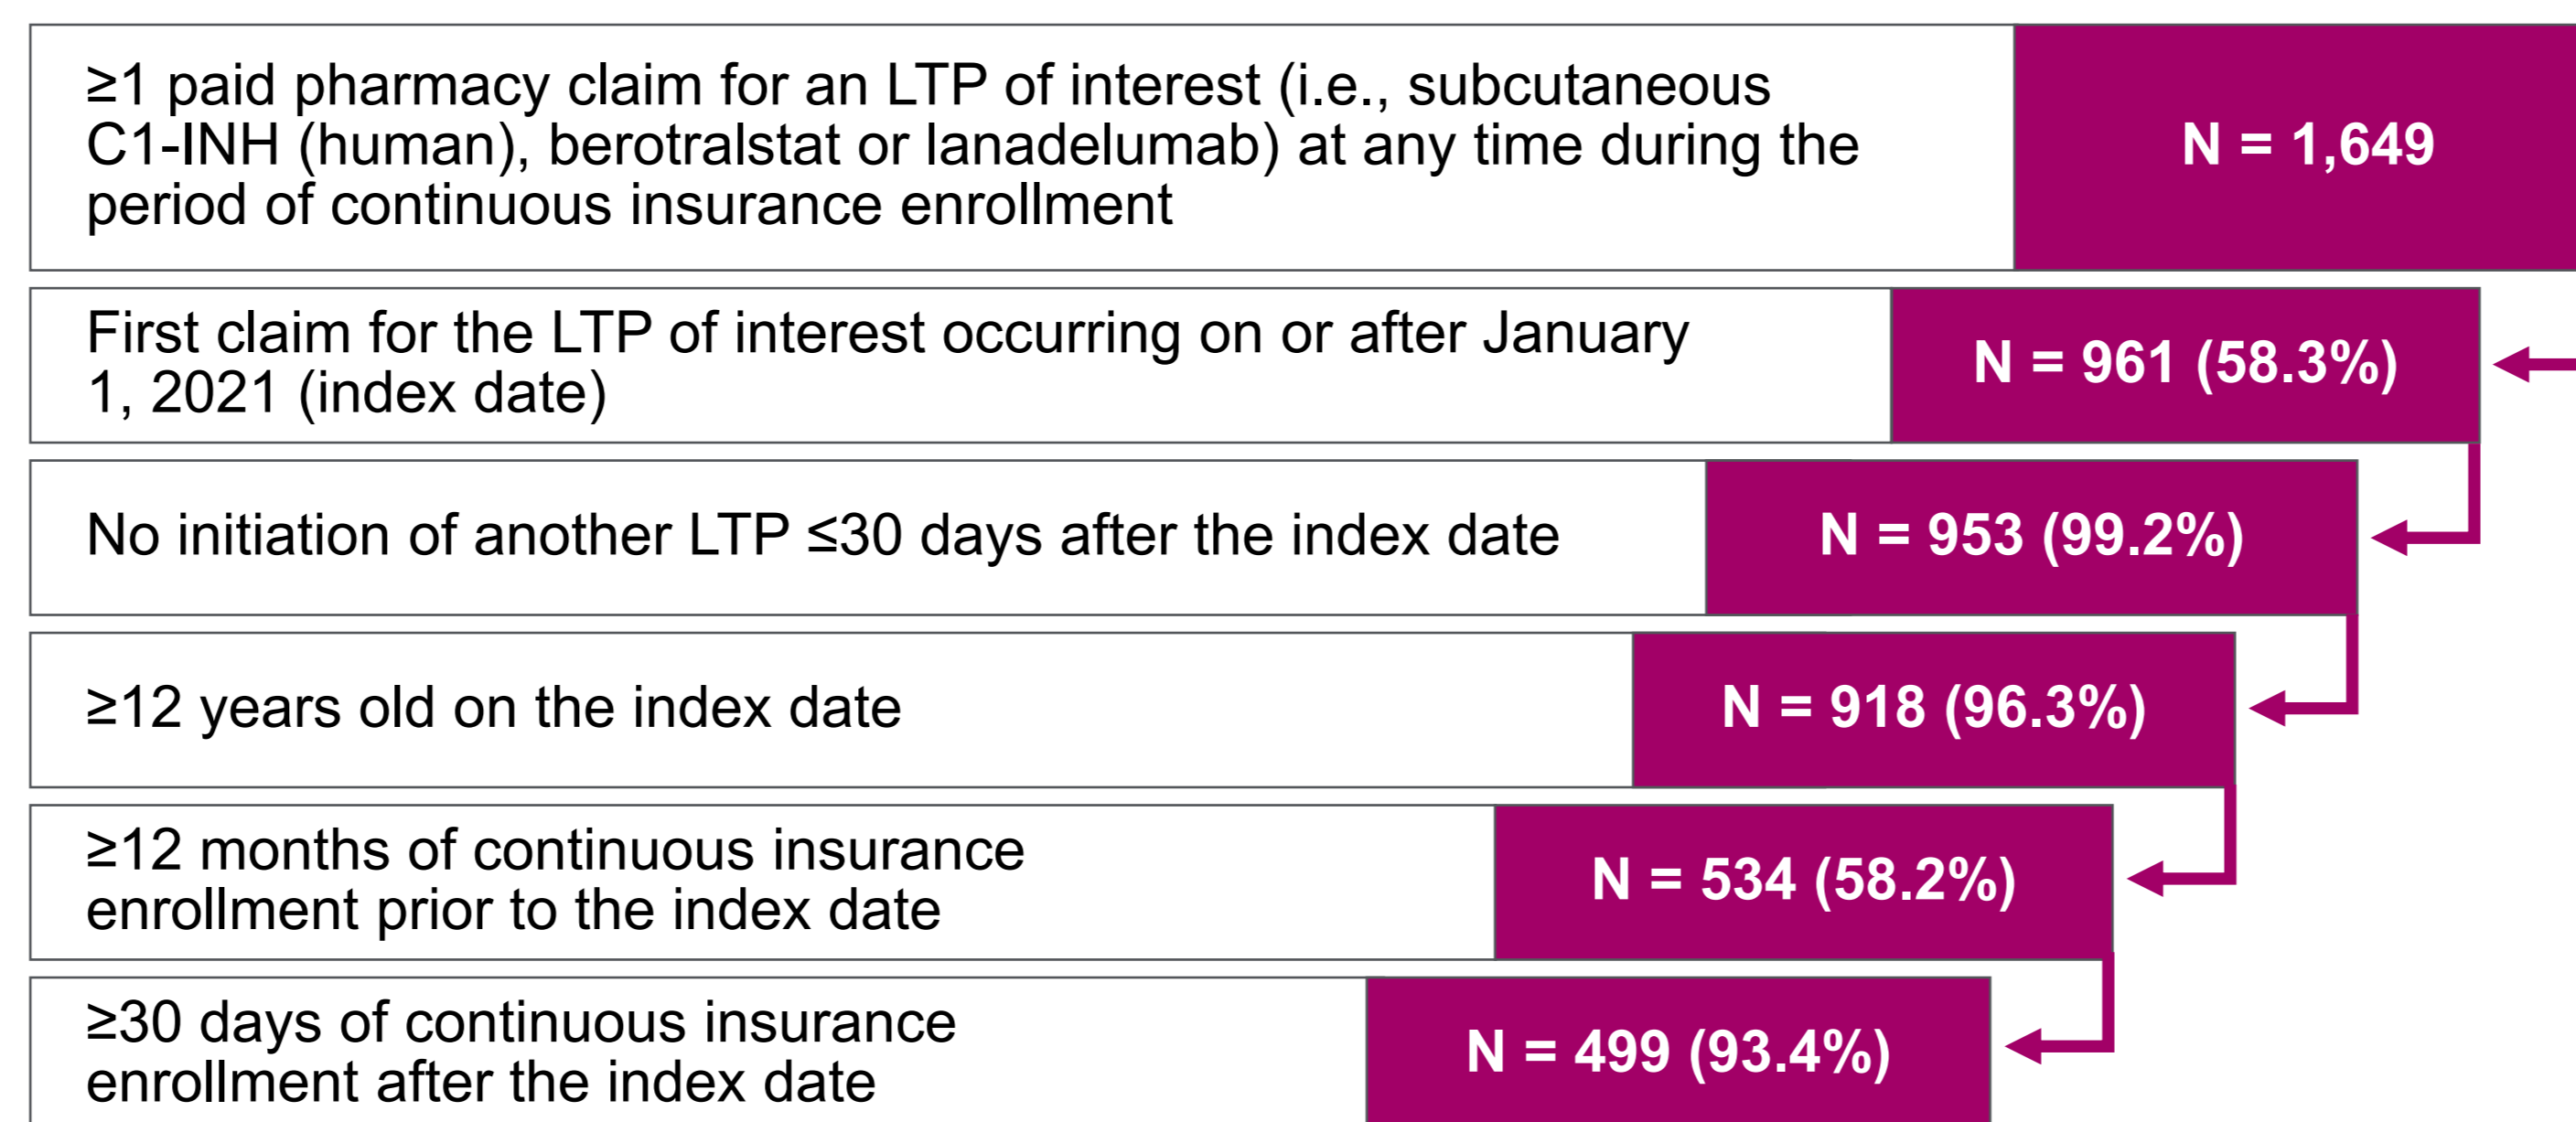 ≥1 paid pharmacy claim for an LTP of interest (i.e., subcutaneous
C1-INH (human), berotralstat or lanadelumab) at any time during the
period of continuous insurance enrollment
N = 1,649
First claim for the LTP of interest occurring on or after January
1, 2021 (index date)
N = 961 (58.3%)
No initiation of another LTP ≤30 days after the index date
N = 953 (99.2%)
≥12 years old on the index date
N = 918 (96.3%)
≥12 months of continuous insurance
enrollment prior to the index date
N = 534 (58.2%)
≥30 days of continuous insurance
enrollment after the index date
N = 499 (93.4%)